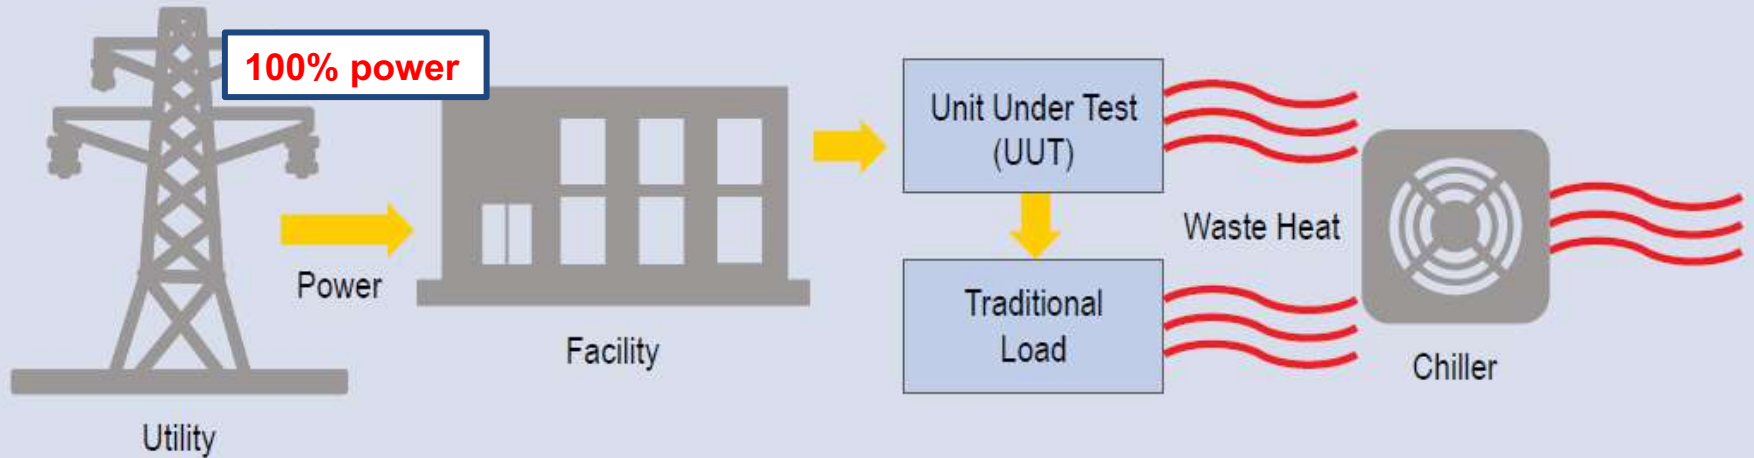 100% power
Power
Utility
Facility
Unit Under Test
(UUT)
Traditional
Load
Waste Heat
Chiller